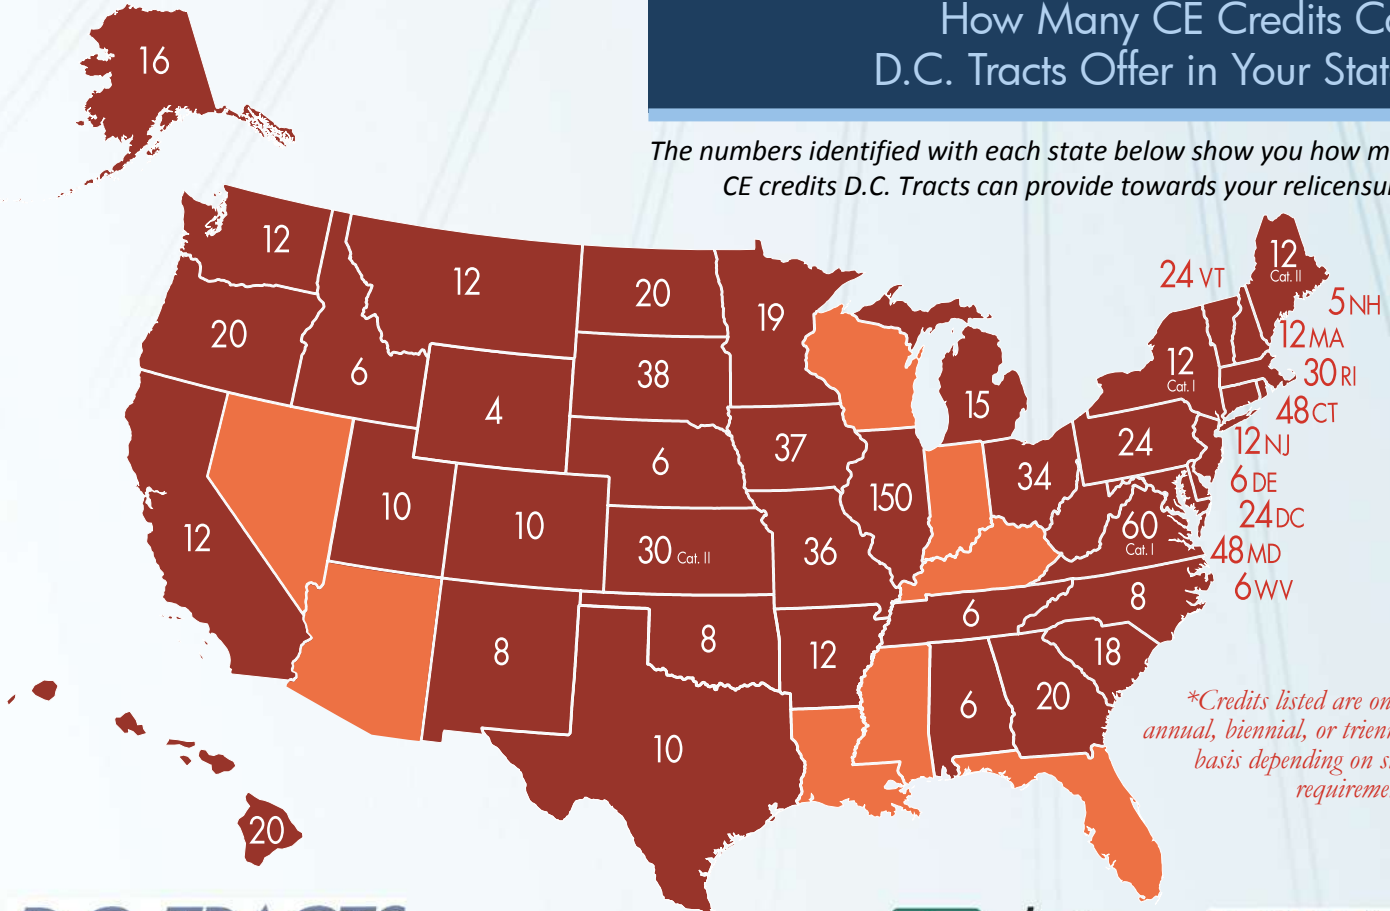 How Many CE Credits
D.C. Tracts Offer in Your
The numbers identified with each state below show you how
CE credits D.C. Tracts can provide towards your
16
12
12
20
19
12
Cat. II
24 VT
5 NH
20
6
38
12
Cat. I
12 MA
30 RI
4
15
48 CT
6
37
24
12 NJ
10
10
150
34
6 DE
12
30 Cat. II
36
60
Cat. I
24 DC
48 MD
6 WV
8
8
12
6
8
18
6
20
10
20
*Credits listed are
annual, biennial, or
basis depending on
D.C. TRACTS